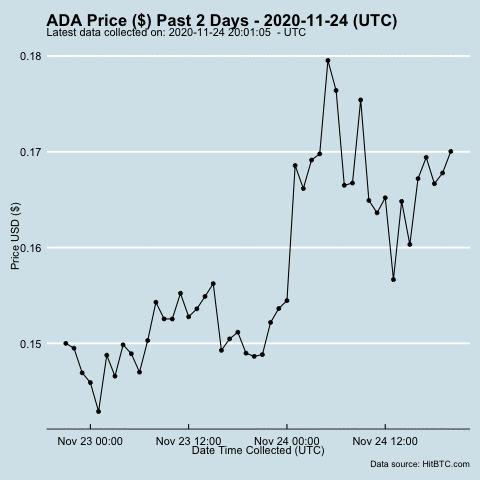 ADA Price ($) Past 2 Days - 2020-11-24 (UTC)
Latest data collected on: 2020-11-24 20:01:05  - UTC
0.18
0.17
0.16
0.15
Price USD ($)
Nov 23 00:00
Nov 23 12:00
Nov 24 00:00
Nov 24 12:00
Date Time Collected (UTC)
Data source: HitBTC.com